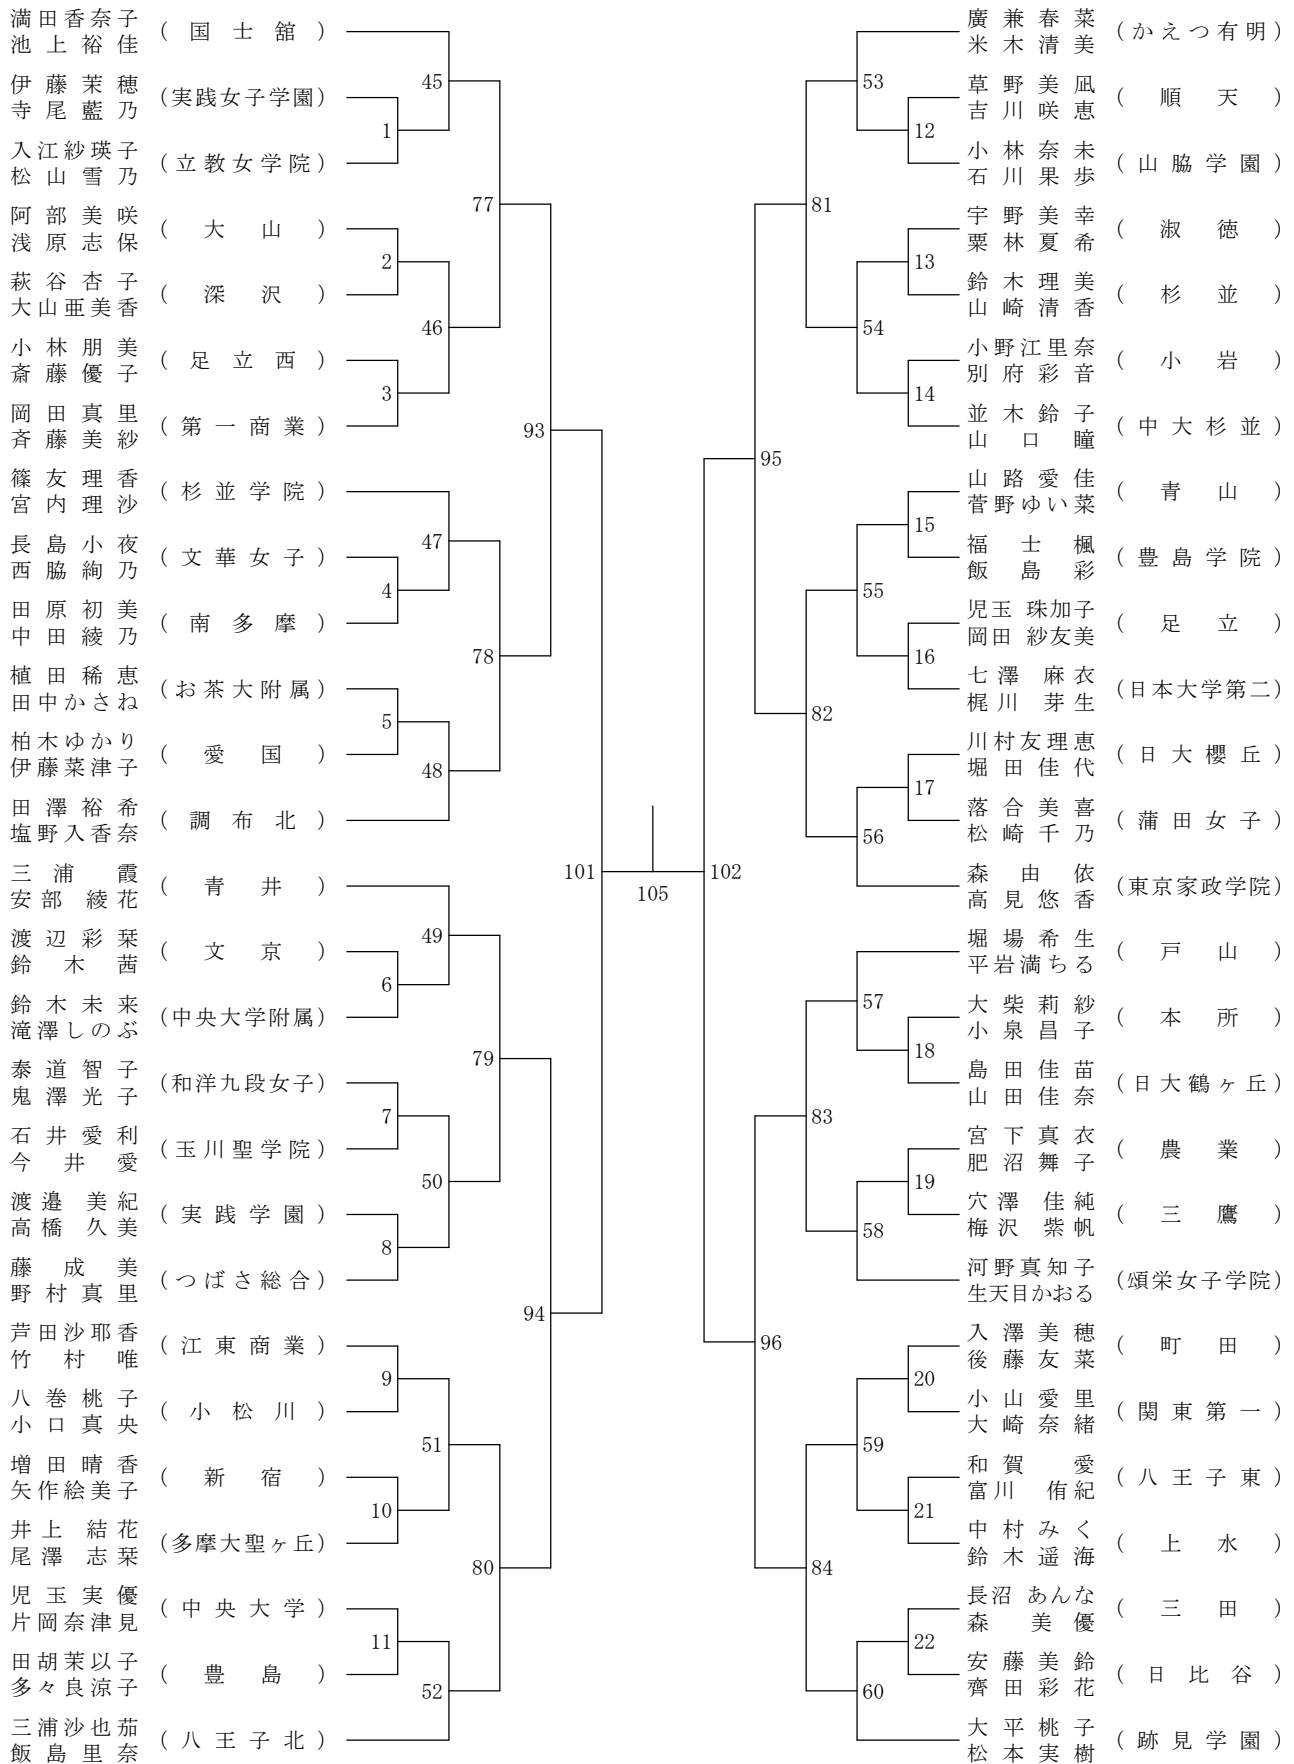 満田香奈子
池上裕佳
(国士舘)
伊藤茉穂
寺尾藍乃
(実践女子学園)
入江紗瑛子
松山雪乃
(立教女学院)
阿部美咲
浅原志保
(大山)
萩谷杏子
大山亜美香
(深沢)
小林朋美
斎藤優子
(足立西)
岡田真里
斉藤美紗
(第一商業)
篠友理香
宮内理沙
(杉並学院)
長島小夜
西脇絢乃
(文華女子)
田原初美
中田綾乃
(南多摩)
植田稀恵
田中かさね
(お茶大附属)
柏木ゆかり
伊藤菜津子
(愛国)
田澤裕希
塩野入香奈
(調布北)
三浦霞
安部綾花
(青井)
渡辺彩栞
鈴木茜
(文京)
鈴木未来
滝澤しのぶ
(中央大学附属)
泰道智子
鬼澤光子
(和洋九段女子)
石井愛利
今井愛
(玉川聖学院)
渡邉美紀
高橋久美
(実践学園)
藤成美
野村真里
(つばさ総合)
芦田沙耶香
竹村唯
(江東商業)
八巻桃子
小口真央
(小松川)
増田晴香
矢作絵美子
(新宿)
井上結花
尾澤志栞
(多摩大聖ヶ丘)
児玉実優
片岡奈津見
(中央大学)
田胡茉以子
多々良涼子
(豊島)
三浦沙也茄
飯島里奈
(八王子北)
1
2
3
4
5
6
7
8
9
10
11
45
46
47
48
49
50
51
52
77
78
79
80
93
94
101
105
102
95
96
81
82
83
84
53
54
55
56
57
58
59
60
12
13
14
15
16
17
18
19
20
21
22
廣兼春菜
米木清美
(かえつ有明)
草野美凪
吉川咲恵
(順天)
小林奈未
石川果歩
(山脇学園)
宇野美幸
粟林夏希
(淑徳)
鈴木理美
山崎清香
(杉並)
小野江里奈
別府彩音
(小岩)
並木鈴子
山口瞳
(中大杉並)
山路愛佳
菅野ゆい菜
(青山)
福士楓
飯島彩
(豊島学院)
児玉 珠加子
岡田 紗友美
(足立)
七澤麻衣
梶川芽生
(日本大学第二)
川村友理恵
堀田佳代
(日大櫻丘)
落合美喜
松崎千乃
(蒲田女子)
森由依
高見悠香
(東京家政学院)
堀場希生
平岩満ちる
(戸山)
大柴莉紗
小泉昌子
(本所)
島田佳苗
山田佳奈
(日大鶴ヶ丘)
宮下真衣
肥沼舞子
(農業)
穴澤佳純
梅沢紫帆
(三鷹)
河野真知子
生天目かおる
(頌栄女子学院)
入澤美穂
後藤友菜
(町田)
小山愛里
大崎奈緒
(関東第一)
和賀愛
富川侑紀
(八王子東)
中村みく
鈴木遥海
(上水)
長沼 あんな
森美優
(三田)
安藤美鈴
齊田彩花
(日比谷)
大平桃子
松本実樹
(跡見学園)